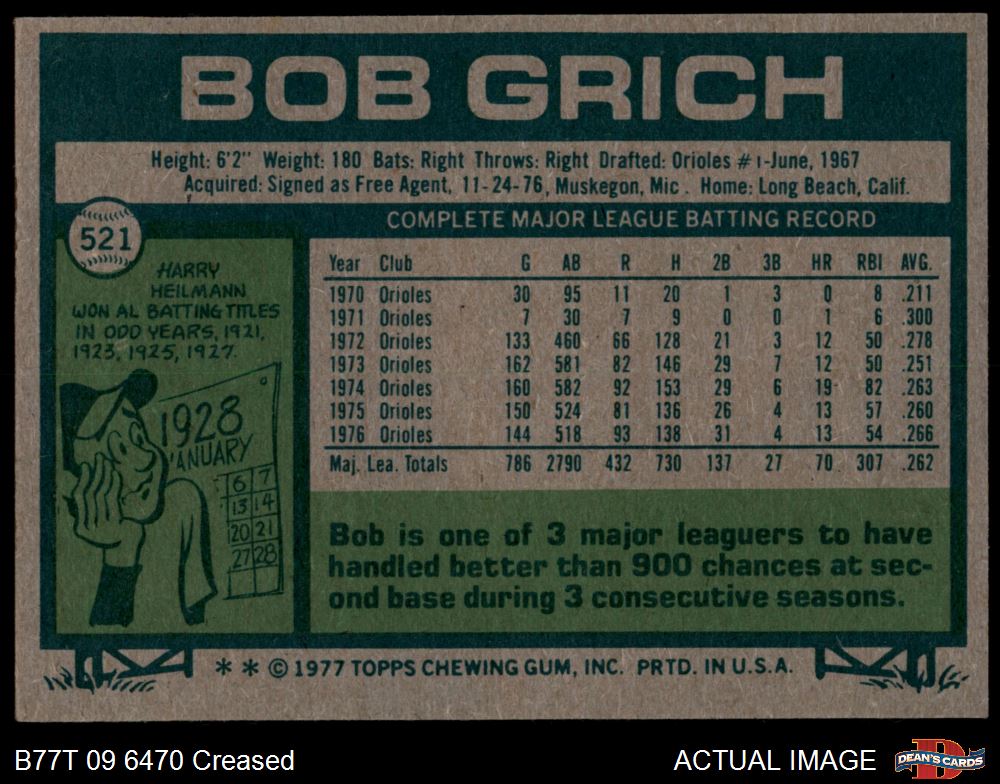 BOB GRICH
Height: 6'2" Weight: 180 Bats: Right Throws: Right Drafted: Orioles #1-June, 1967
Acquired: Signed as Free Agent, 11-24-76, Muskegon, Mic. Home: Long Beach, Calif.
COMPLETE MAJOR LEAGUE BATTING RECORD
521
HARRY
HEILMANN
WON AL BATTING TITLES
IN ODD YEARS, 1921,
1923, 1925, 1927.
1928
ANUARY
6 7
13 14
20 21
27 28
Year Club G AB R H 2B 3B HR RBI AVG.
1970 Orioles 30 95 11 20 1 3 0 8 .211
1971 Orioles 7 30 7 9 0 0 1 6 .300
1972 Orioles 133 460 66 128 21 3 12 50 .278
1973 Orioles 162 581 82 146 29 7 12 50 .251
1974 Orioles 160 582 92 153 29 6 19 82 .263
1975 Orioles 150 524 81 136 26 4 13 57 .260
1976 Orioles 144 518 93 138 31 4 13 54 .266
Maj. Lea. Totals 786 2790 432 730 137 27 70 307 .262
Bob is one of 3 major leaguers to have
handled better than 900 chances at sec-
ond base during 3 consecutive seasons.
* * © 1977 TOPPS CHEWING GUM, INC. PRTD. IN U.S.A.
B77T 09 6470 Creased
ACTUAL IMAGE
D
DEAN'S CARDS